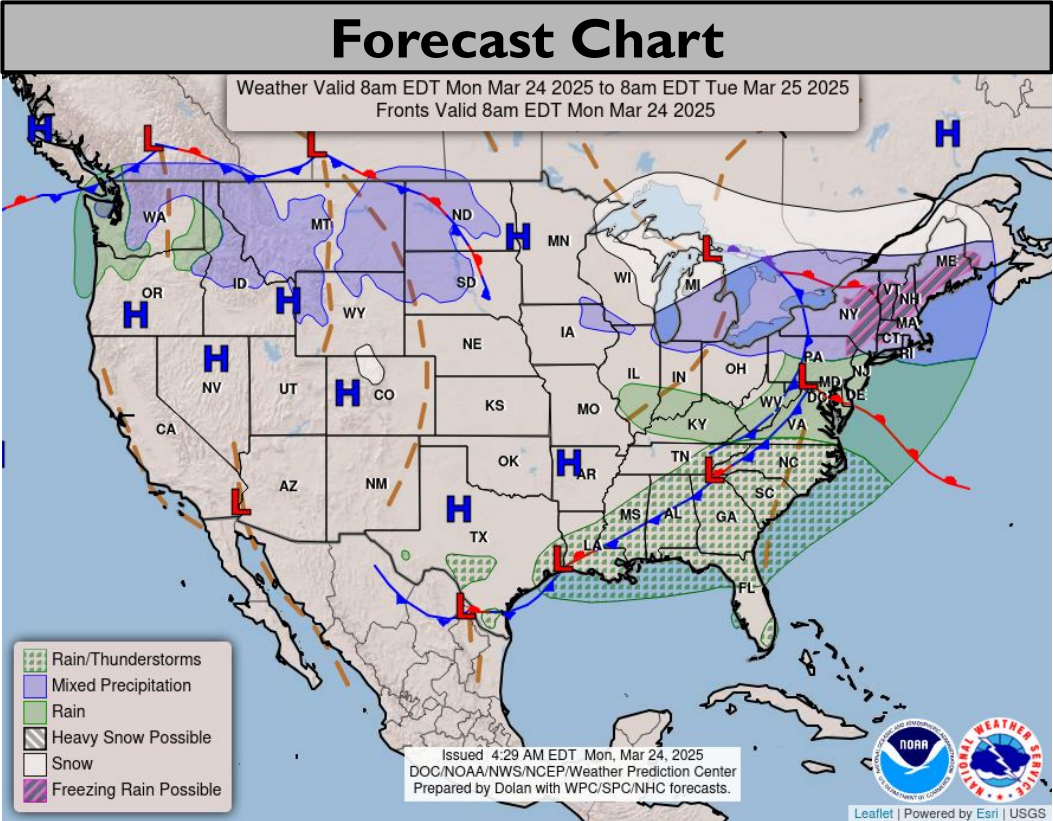 Forecast Chart
Weather Valid 8am EDT Mon Mar 24 2025 to 8am EDT Tue Mar 25 2025
Fronts Valid 8am EDT Mon Mar 24 2025
H
L
L
H
WA
MT
ND
H
MN
L
ME
WI
MI
VT
NH
OR
ID
H
H
WY
SD
NY
MA
CT
RI
IA
NE
PA
H
NV
UT
H
CO
IL
IN
OH
L
NJ
MD
DE
DC
WV
KS
MO
KY
VA
CA
AZ
NM
OK
H
AR
TN
L
NC
SC
L
H
TX
MS
AL
GA
LA
L
FL
L
Rain/Thunderstorms
Mixed Precipitation
Rain
Heavy Snow Possible
Snow
Freezing Rain Possible
Issued 4:29 AM EDT Mon, Mar 24, 2025
DOC/NOAA/NWS/NCEP/Weather Prediction Center
Prepared by Dolan with WPC/SPC/NHC forecasts.
NOAA
NATIONAL WEATHER SERVICE
Leaflet | Powered by Esri | USGS